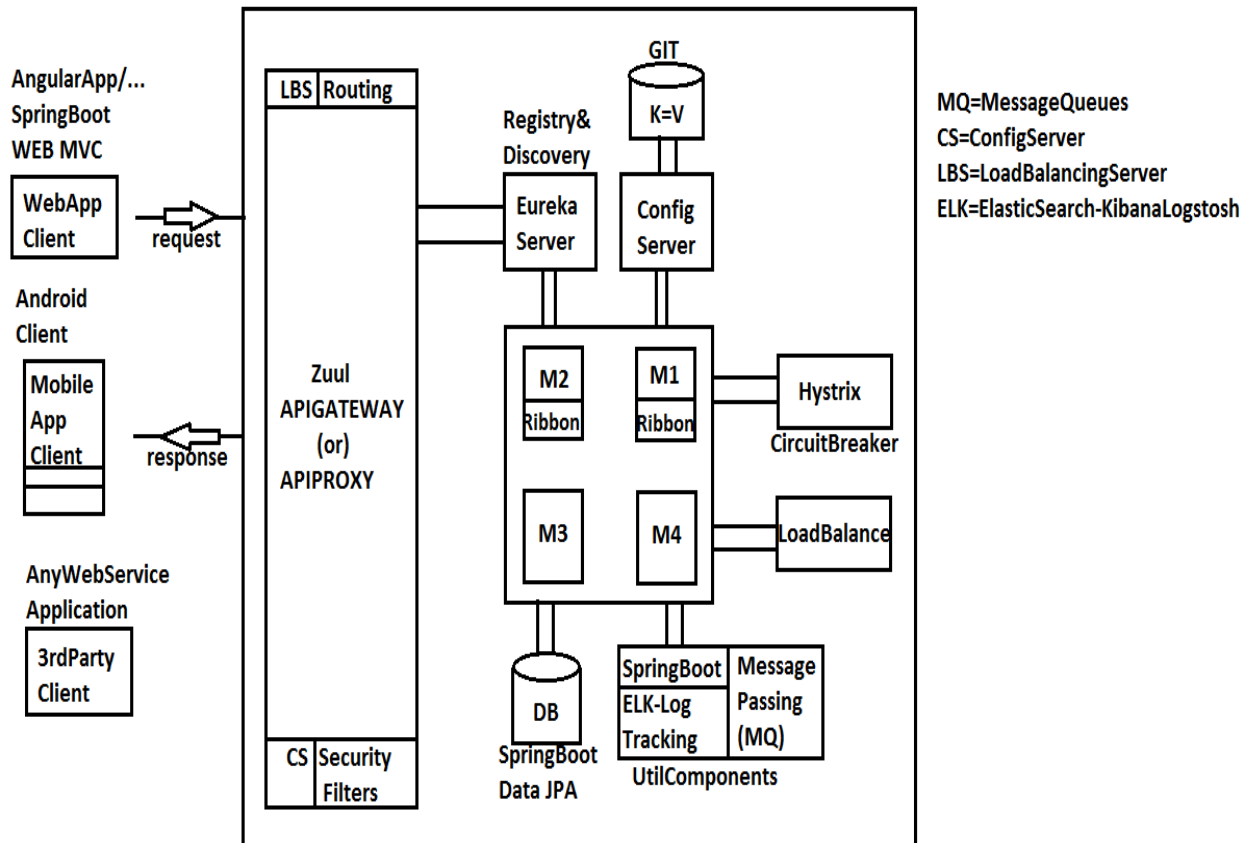 AngularApp/...
SpringBoot
WEB MVC
WebApp
Client
request
Android
Client
Mobile
App
Client
response
AnyWebService
Application
3rdParty
Client
LBS Routing
Zuul
APIGATEWAY
(or)
APIPROXY
CS Security
Filters
Registry&
Discovery
Eureka
Server
GIT
K=V
Config
Server
M2
Ribbon
M1
Ribbon
M3
M4
Hystrix
CircuitBreaker
LoadBalance
DB
SpringBoot
Data JPA
SpringBoot
ELK-Log
Tracking
Message
Passing
(MQ)
UtilComponents
MQ=MessageQueues
CS=ConfigServer
LBS=LoadBalancingServer
ELK=ElasticSearch-KibanaLogstosh